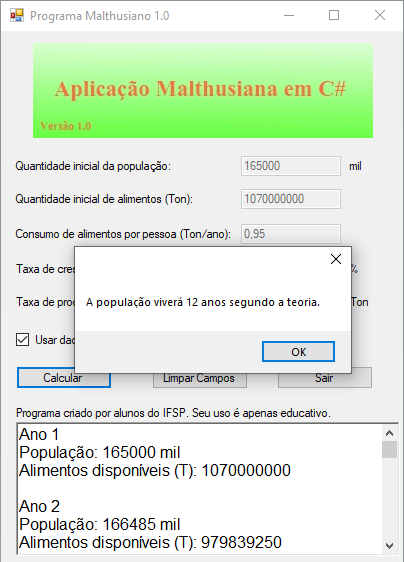 Programa Malthusiano 1.0
Aplicação Malthusiana em C#
Versão 1.0
Quantidade inicial da população: 165000 mil
Quantidade inicial de alimentos (Ton): 1070000000
Consumo de alimentos por pessoa (Ton/ano): 0,95
Taxa de cres %
A população viverá 12 anos segundo a teoria.
Taxa de pro Ton
OK
Usar dad
Calcular Limpar Campos Sair
Programa criado por alunos do IFSP. Seu uso é apenas educativo.
Ano 1
População: 165000 mil
Alimentos disponíveis (T): 1070000000
Ano 2
População: 166485 mil
Alimentos disponíveis (T): 979839250